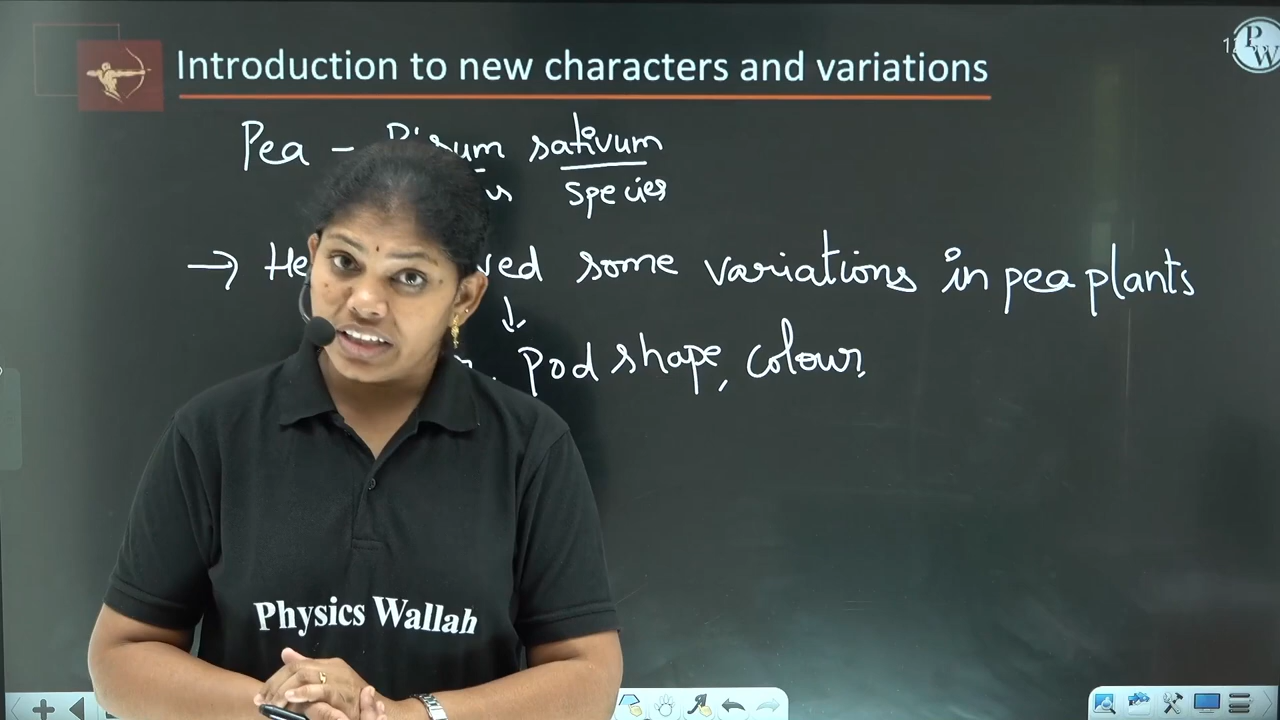 Introduction to new characters and variations
P
W
Pea – sativum
species
→ He some variations in pea plants
↓
pod shape, colour,
Physics Wallah